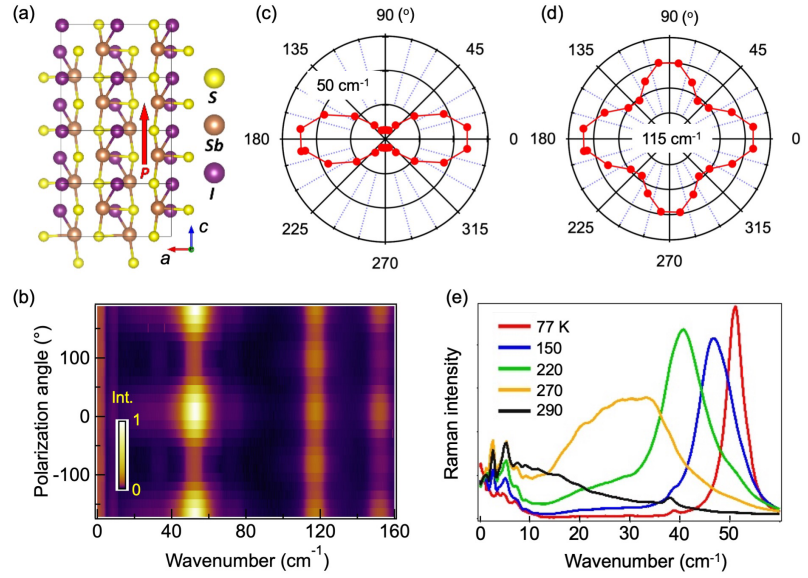 (a)
S
Sb
I
P
c
a
(c)
90 (°)
135
45
50 cm-1
180
0
225
315
270
(d)
90 (°)
135
45
180
115 cm-1
0
225
315
270
(b)
Polarization angle (°)
100
0
-100
Int.
1
0
0
40
80
120
160
Wavenumber (cm-1)
(e)
Raman intensity
77 K
150
220
270
290
0
10
20
30
40
50
Wavenumber (cm-1)